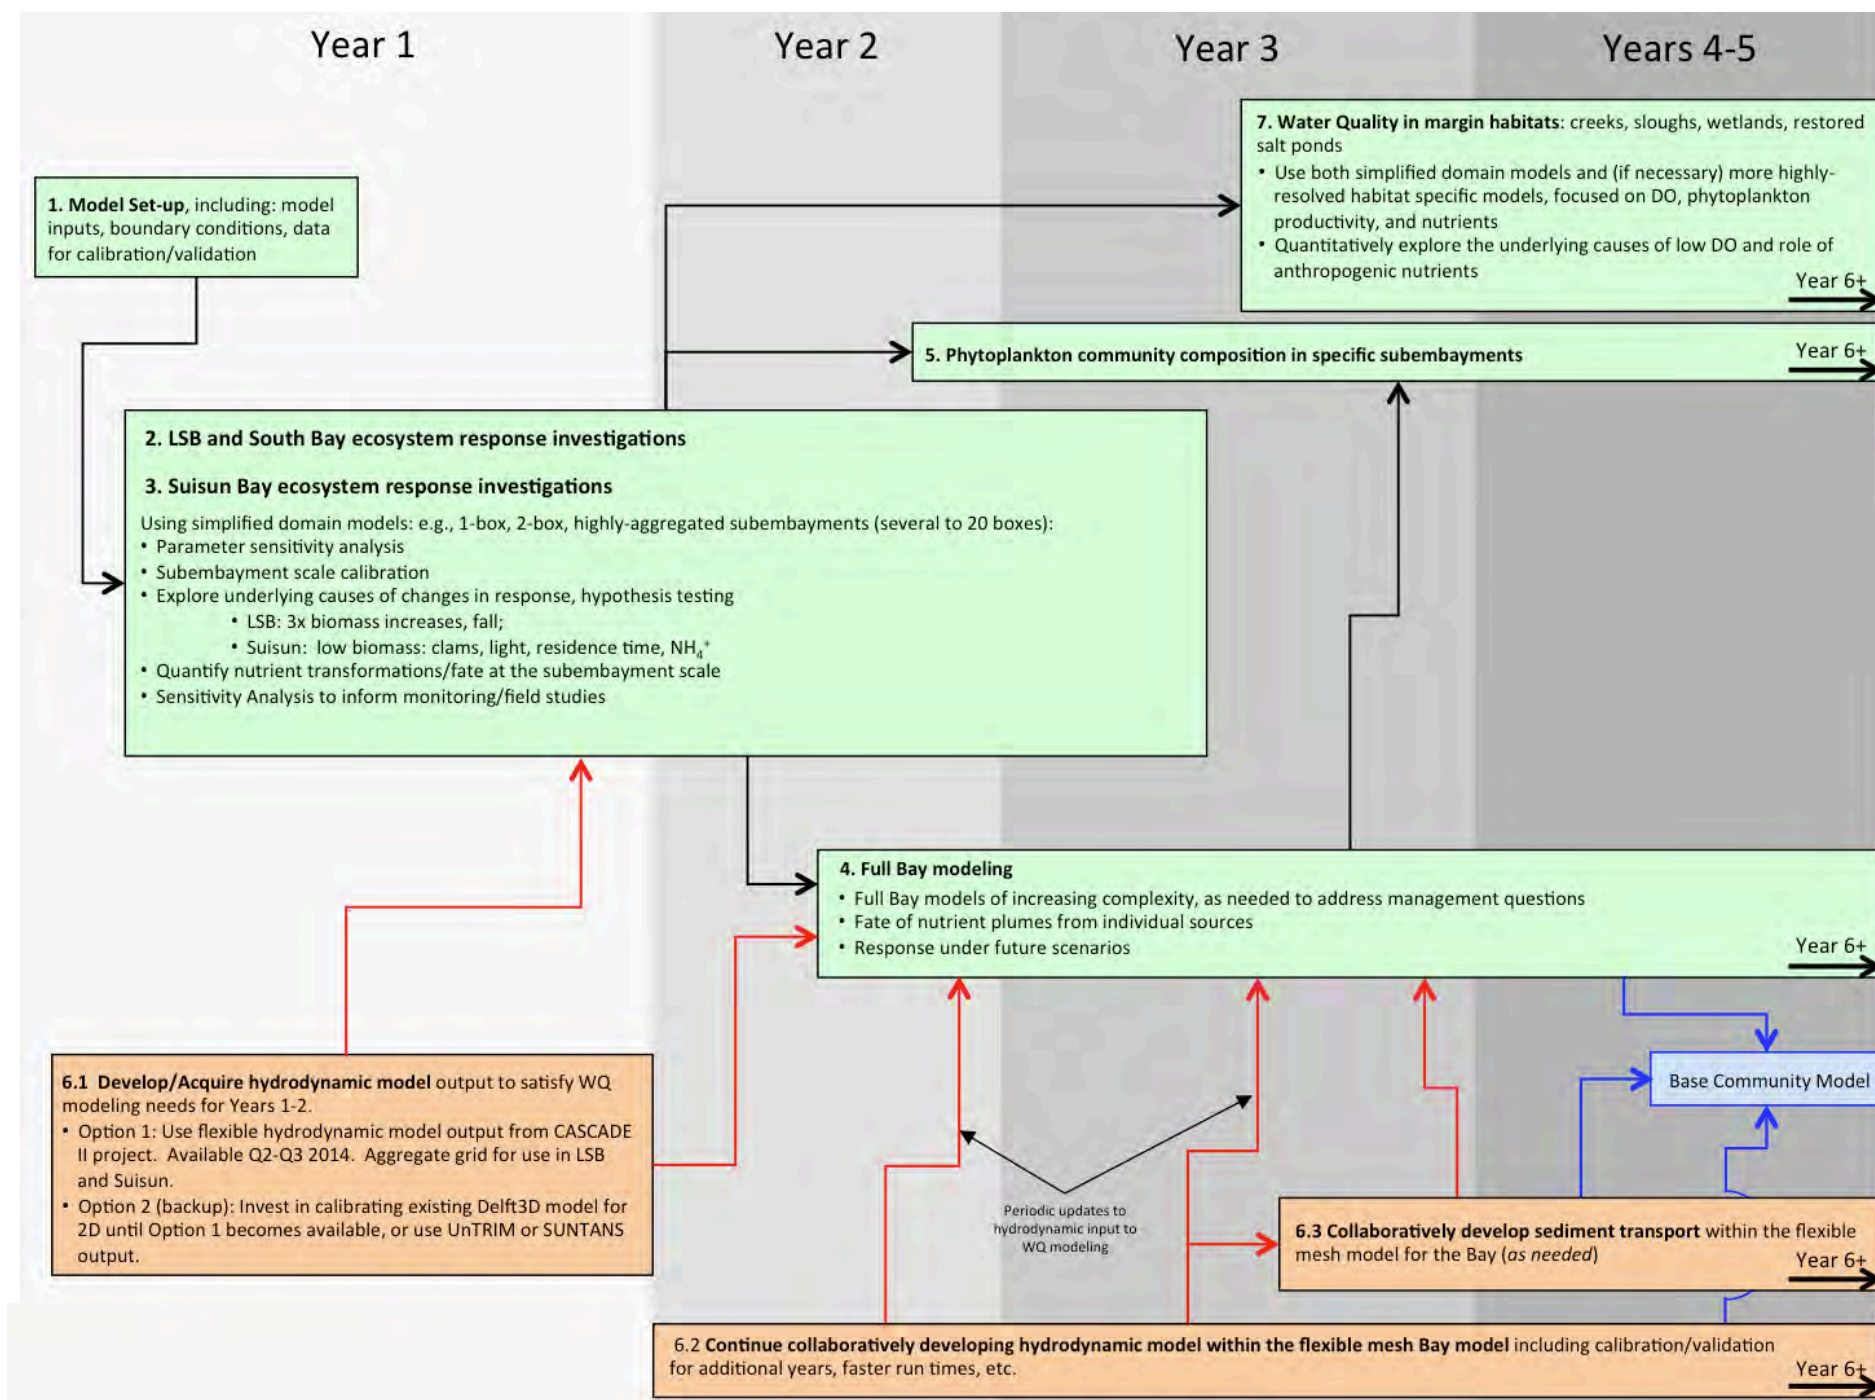 Year 1
Year 2
Year 3
Years 4-5
7. Water Quality in margin habitats: creeks, sloughs, wetlands, restored
salt ponds
• Use both simplified domain models and (if necessary) more highly-
resolved habitat specific models, focused on DO, phytoplankton
productivity, and nutrients
• Quantitatively explore the underlying causes of low DO and role of
anthropogenic nutrients
Year 6+
1. Model Set-up, including: model
inputs, boundary conditions, data
for calibration/validation
5. Phytoplankton community composition in specific subembayments
Year 6+
2. LSB and South Bay ecosystem response investigations
3. Suisun Bay ecosystem response investigations
Using simplified domain models: e.g., 1-box, 2-box, highly-aggregated subembayments (several to 20 boxes):
• Parameter sensitivity analysis
• Subembayment scale calibration
• Explore underlying causes of changes in response, hypothesis testing
• LSB: 3x biomass increases, fall;
• Suisun: low biomass: clams, light, residence time, NH₄⁺
• Quantify nutrient transformations/fate at the subembayment scale
• Sensitivity Analysis to inform monitoring/field studies
4. Full Bay modeling
• Full Bay models of increasing complexity, as needed to address management questions
• Fate of nutrient plumes from individual sources
• Response under future scenarios
Year 6+
6.1 Develop/Acquire hydrodynamic model output to satisfy WQ
modeling needs for Years 1-2.
• Option 1: Use flexible hydrodynamic model output from CASCADE
II project. Available Q2-Q3 2014. Aggregate grid for use in LSB
and Suisun.
• Option 2 (backup): Invest in calibrating existing Delft3D model for
2D until Option 1 becomes available, or use UnTRIM or SUNTANS
output.
Base Community Model
Periodic updates to
hydrodynamic input to
WQ modeling
6.3 Collaboratively develop sediment transport within the flexible
mesh model for the Bay (as needed)
Year 6+
6.2 Continue collaboratively developing hydrodynamic model within the flexible mesh Bay model including calibration/validation
for additional years, faster run times, etc.
Year 6+